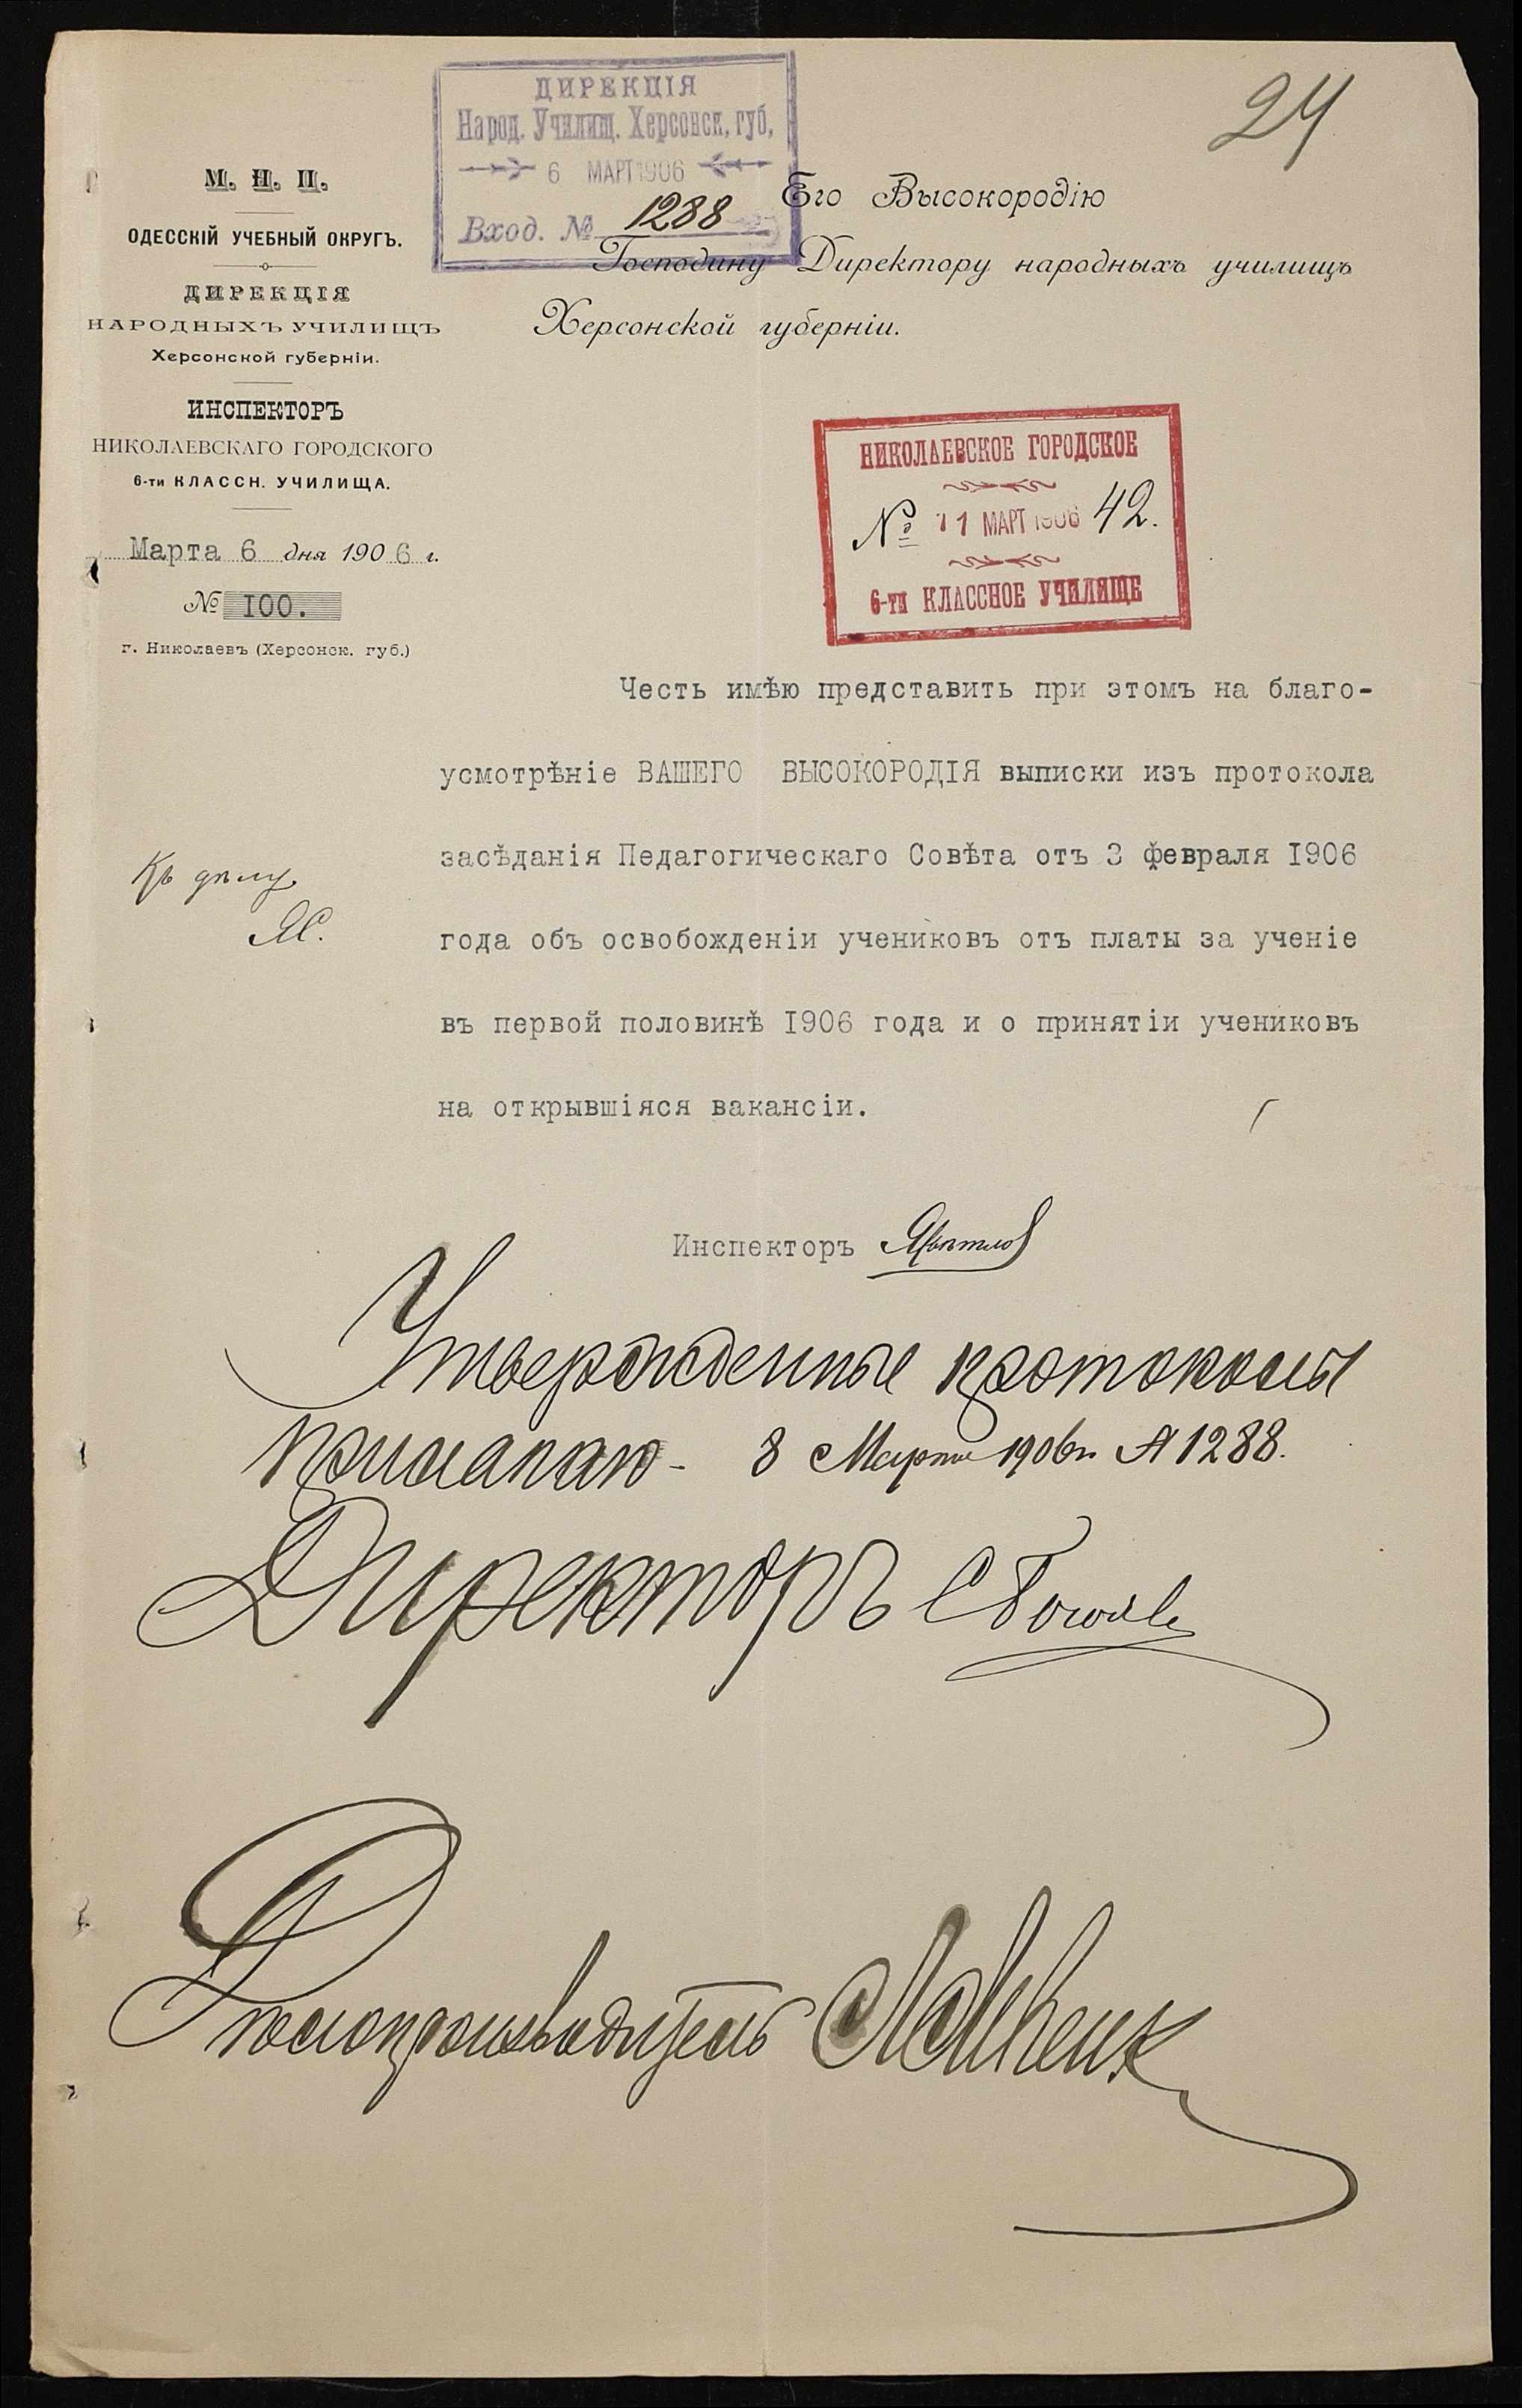 24
ДИРЕКЦІЯ
Народ. Училищ. Херсонск. губ.
6 МАРТ 1906
Вход. № 1288
М. Н. П.
ОДЕССКІЙ УЧЕБНЫЙ ОКРУГЪ.
ДИРЕКЦІЯ
НАРОДНЫХЪ УЧИЛИЩЪ
Херсонской губерніи.
ИНСПЕКТОРЪ
НИКОЛАЕВСКАГО ГОРОДСКОГО
6-ти КЛАССН. УЧИЛИЩА.
Марта 6 дня 1906 г.
№ 100.
г. Николаевъ (Херсонск. губ.)
Его Высокородію
Господину Директору народныхъ училищъ
Херсонской губерніи.
НИКОЛАЕВСКОЕ ГОРОДСКОЕ
№ 11 МАРТ 1906 42.
6-ти КЛАССНОЕ УЧИЛИЩЕ
Честь имѣю представить при этомъ на благо-
усмотрѣніе ВАШЕГО ВЫСОКОРОДІЯ выписки изъ протокола
засѣданія Педагогическаго Совѣта отъ 3 февраля 1906
года объ освобожденіи учениковъ отъ платы за ученіе
въ первой половинѣ 1906 года и о принятіи учениковъ
на открывшіяся вакансіи.
Къ дѣлу
Инспекторъ
Утвержденные протоколы
прилагаю - 8 Марта 1906 г. № 1288.
Директоръ
Дѣлопроизводитель